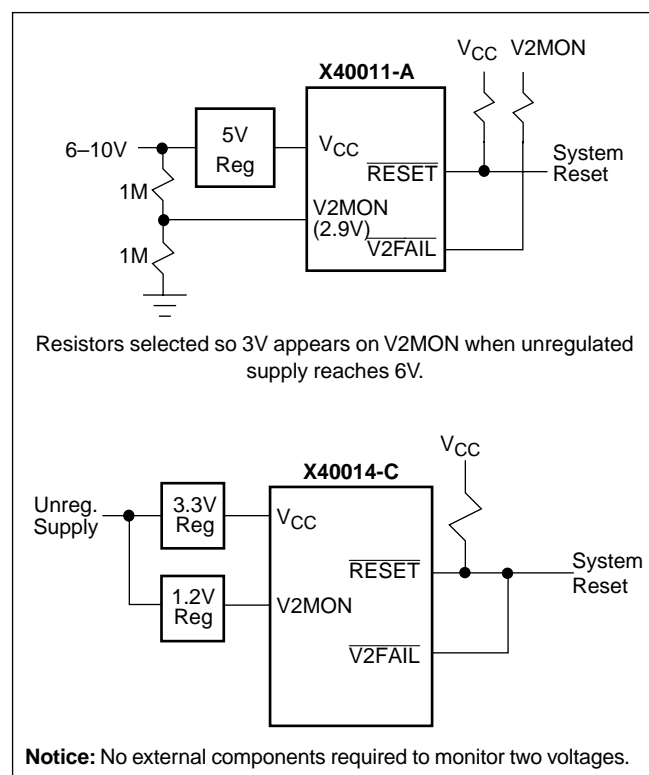 VCC V2MON
X40011-A
6–10V
5V
Reg
VCC
RESET
System
Reset
1M
V2MON
(2.9V)
V2FAIL
1M
Resistors selected so 3V appears on V2MON when unregulated
supply reaches 6V.
VCC
X40014-C
Unreg.
Supply
3.3V
Reg
VCC
RESET
System
Reset
1.2V
Reg
V2MON
V2FAIL
Notice: No external components required to monitor two voltages.